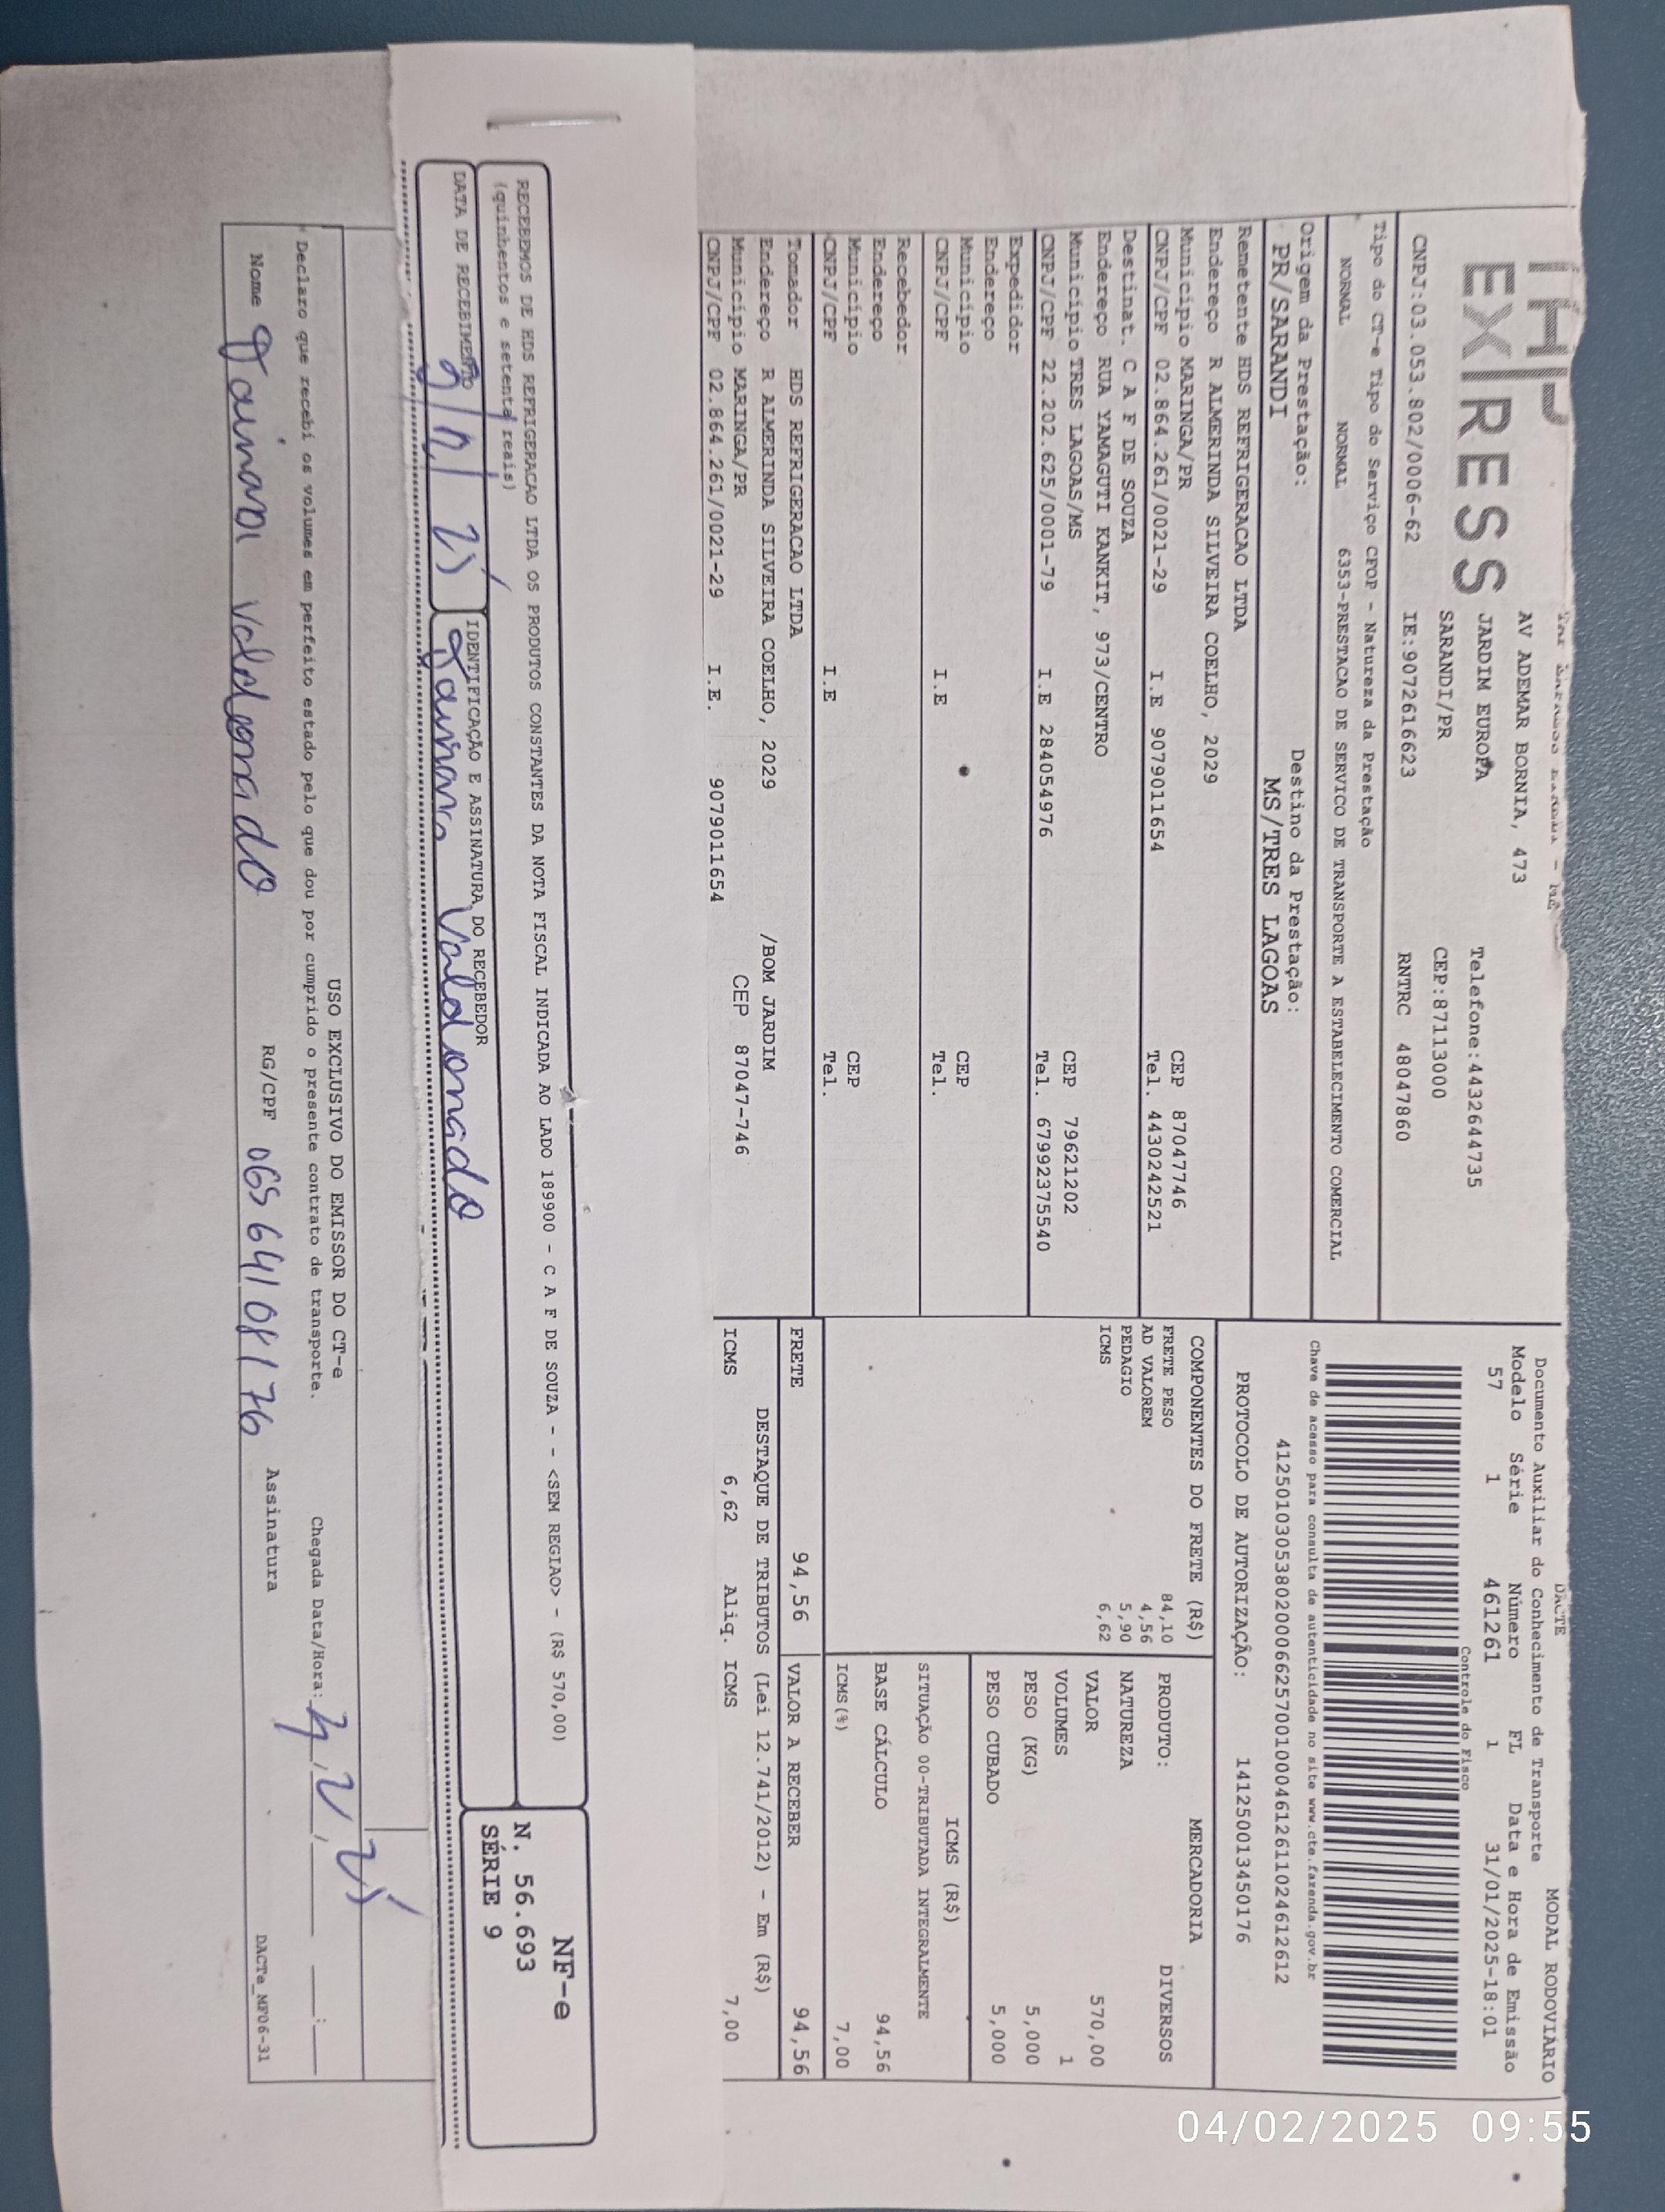 EXPRESS
AV ADEMAR BORNIA, 473
JARDIM EUROPA
Telefone:4432644735
SARANDI/PR
CEP:87113000
CNPJ:03.053.802/0006-62 IE:9072616623 RNTRC 48047860
Tipo do CT-e Tipo do Serviço CFOP - Natureza da Prestação
NORMAL NORMAL 6353-PRESTACAO DE SERVICO DE TRANSPORTE A ESTABELECIMENTO COMERCIAL
Origem da Prestação: Destino da Prestação:
PR/SARANDI MS/TRES LAGOAS
Remetente HDS REFRIGERACAO LTDA
Endereço R ALMERINDA SILVEIRA COELHO, 2029
Município MARINGA/PR CEP 87047746
CNPJ/CPF 02.864.261/0021-29 I.E 9079011654 Tel. 4430242521
Destinat. C A F DE SOUZA
Endereço RUA YAMAGUTI KANKIT, 973/CENTRO
Município TRES LAGOAS/MS CEP 79621202
CNPJ/CPF 22.202.625/0001-79 I.E 284054976 Tel. 67992375540
Expedidor
Endereço
Município CEP
CNPJ/CPF I.E Tel.
Recebedor
Endereço
Município CEP
CNPJ/CPF I.E Tel.
Tomador HDS REFRIGERACAO LTDA
Endereço R ALMERINDA SILVEIRA COELHO, 2029 /BOM JARDIM
Município MARINGA/PR CEP 87047-746
CNPJ/CPF 02.864.261/0021-29 I.E. 9079011654
DACTE MODAL RODOVIÁRIO
Documento Auxiliar do Conhecimento de Transporte
Modelo Série Número FL Data e Hora de Emissão
57 1 461261 1 31/01/2025-18:01
Controle do Fisco
Chave de acesso para consulta de autenticidade no site www.cte.fazenda.gov.br
41250103053802000662570010004612611024612612
PROTOCOLO DE AUTORIZAÇÃO: 141250013450176
COMPONENTES DO FRETE (R$)
FRETE PESO 84,10
AD VALOREM 4,56
PEDAGIO 5,90
ICMS 6,62
MERCADORIA
PRODUTO: DIVERSOS
NATUREZA
VALOR 570,00
VOLUMES 1
PESO (KG) 5,000
PESO CUBADO 5,000
ICMS (R$)
SITUAÇÃO 00-TRIBUTADA INTEGRALMENTE
BASE CÁLCULO 94,56
ICMS(%) 7,00
FRETE 94,56 VALOR A RECEBER 94,56
DESTAQUE DE TRIBUTOS (Lei 12.741/2012) - Em (R$)
ICMS 6,62 Aliq. ICMS 7,00
RECEBEMOS DE HDS REFRIGERACAO LTDA OS PRODUTOS CONSTANTES DA NOTA FISCAL INDICADA AO LADO 189900 - C A F DE SOUZA - - <SEM REGIAO> - (R$ 570,00)
(quinhentos e setenta reais)
DATA DE RECEBIMENTO
IDENTIFICAÇÃO E ASSINATURA DO RECEBEDOR
Tainara Valdonado
NF-e
N. 56.693
SÉRIE 9
USO EXCLUSIVO DO EMISSOR DO CT-e
Declaro que recebi os volumes em perfeito estado pelo que dou por cumprido o presente contrato de transporte.
Chegada Data/Hora:
Nome Tainara Valdonado RG/CPF 065 641 081 76 Assinatura
DACTe_MF06-31
04/02/2025 09:55